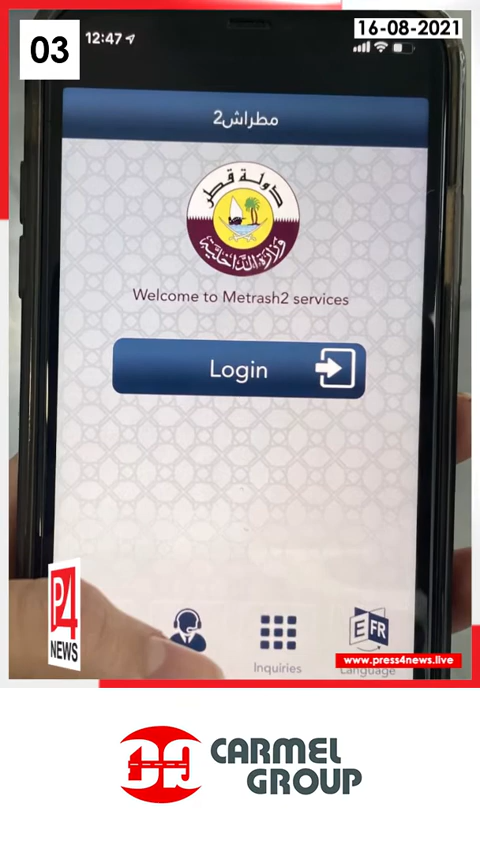 03
16-08-2021
12:47
مطراش2
دولة قطر
وزارة الداخلية
Welcome to Metrash2 services
Login
E FR
Inquiries
Language
P4
NEWS
www.press4news.live
CARMEL
GROUP